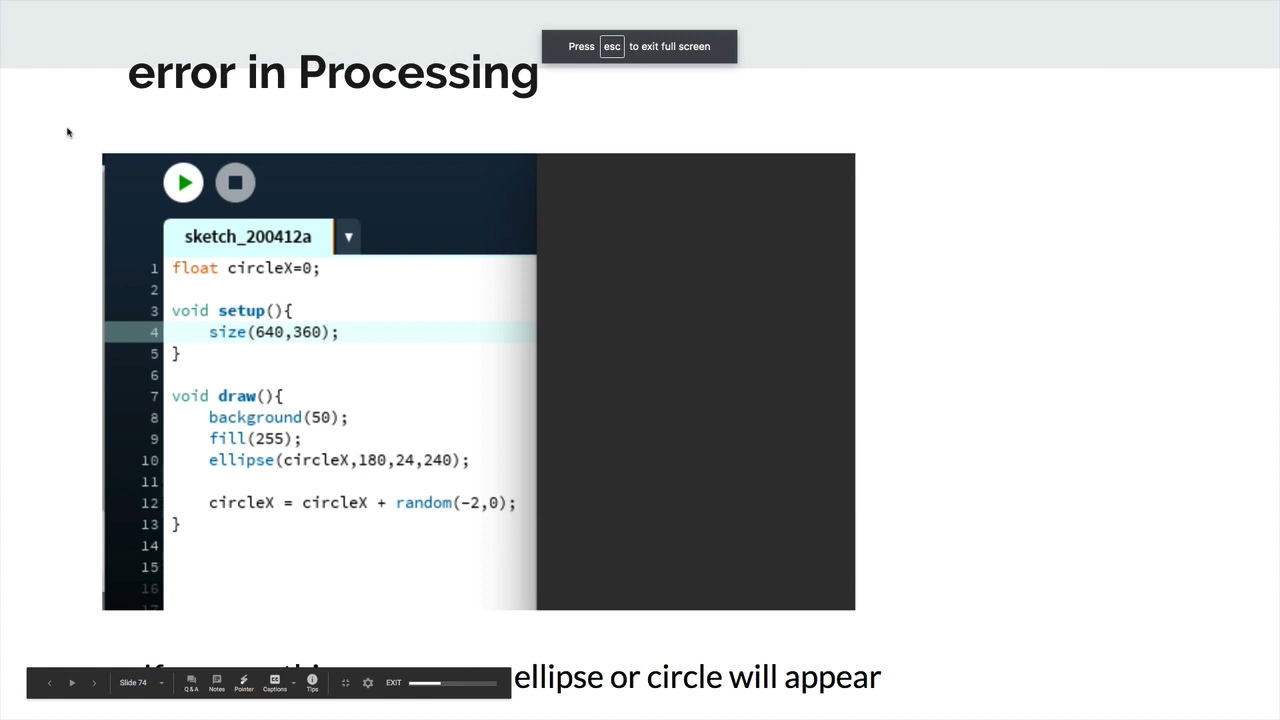 Press esc to exit full screen
error in Processing
sketch_200412a
1 float circleX=0;
2
3 void setup(){
4 size(640,360);
5 }
6
7 void draw(){
8 background(50);
9 fill(255);
10 ellipse(circleX,180,24,240);
11
12 circleX = circleX + random(-2,0);
13 }
14
15
16
17
ellipse or circle will appear
Slide 74 Q & A Notes Pointer Captions Tips EXIT